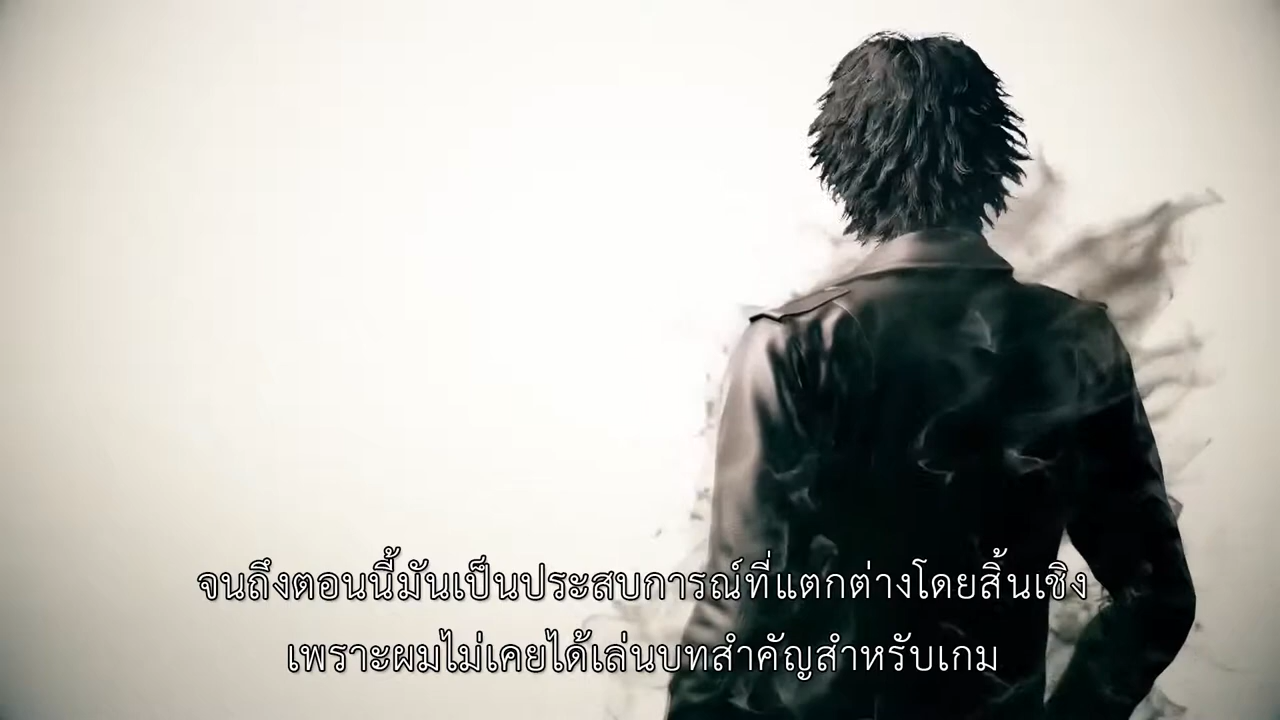 จนถึงตอนนี้มันเป็นประสบการณ์ที่แตกต่างโดยสิ้นเชิง
เพราะผมไม่เคยได้เล่นบทสำคัญสำหรับเกม